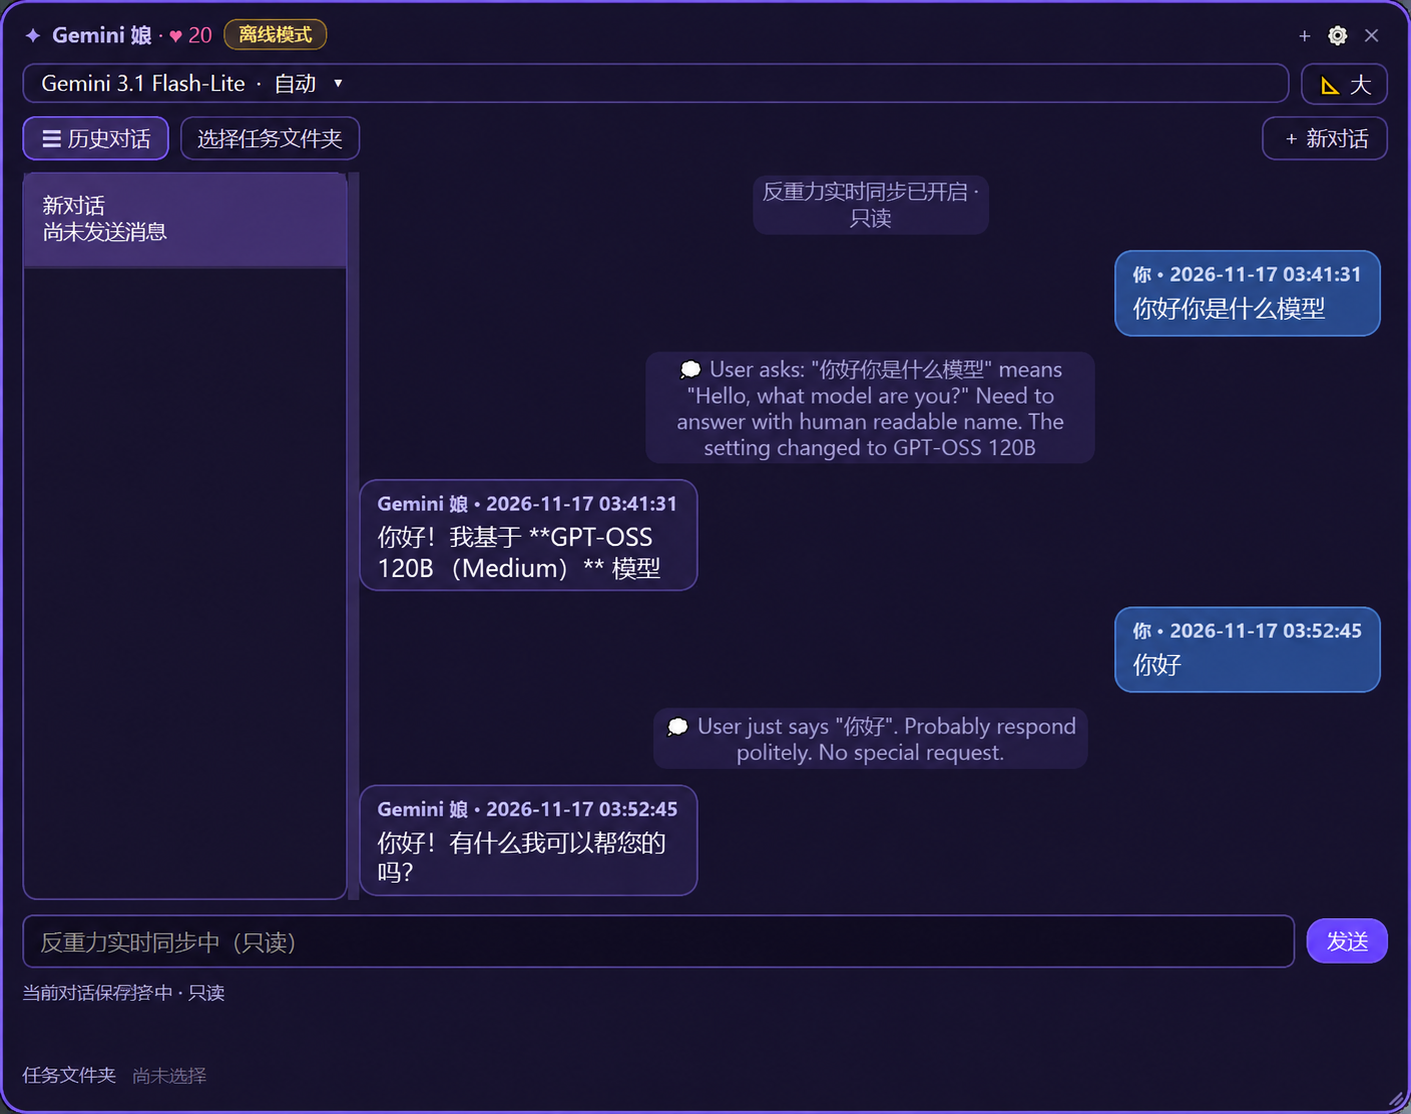 Gemini 娘 · ♥ 20 离线模式
Gemini 3.1 Flash-Lite · 自动 ▼
大
☰ 历史对话
选择任务文件夹
+ 新对话
新对话
尚未发送消息
反重力实时同步已开启 ·
只读
你 • 2026-11-17 03:41:31
你好你是什么模型
💭 User asks: "你好你是什么模型" means
"Hello, what model are you?" Need to
answer with human readable name. The
setting changed to GPT-OSS 120B
Gemini 娘 • 2026-11-17 03:41:31
你好！我基于 **GPT-OSS
120B（Medium）** 模型
你 • 2026-11-17 03:52:45
你好
💭 User just says "你好". Probably respond
politely. No special request.
Gemini 娘 • 2026-11-17 03:52:45
你好！有什么我可以帮您的
吗？
反重力实时同步中（只读）
发送
当前对话保存中 · 只读
任务文件夹 尚未选择